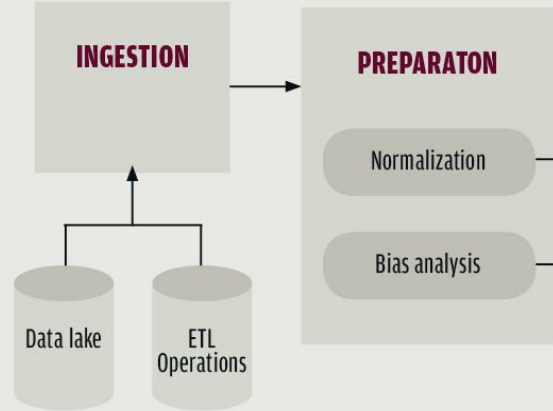 INGESTION
PREPARATON
Normalization
Bias analysis
Data lake
ETL
Operations